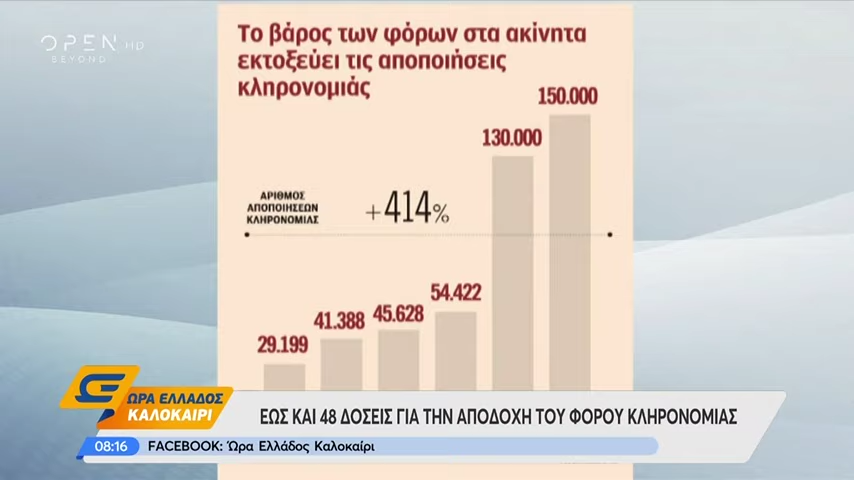 OPEN HD
BEYOND
Το βάρος των φόρων στα ακίνητα
εκτοξεύει τις αποποιήσεις
κληρονομιάς
150.000
130.000
ΑΡΙΘΜΟΣ
ΑΠΟΠΟΙΗΣΕΩΝ
ΚΛΗΡΟΝΟΜΙΑΣ
+414%
54.422
45.628
41.388
29.199
ΩΡΑ ΕΛΛΑΔΟΣ
ΚΑΛΟΚΑΙΡΙ
ΕΩΣ ΚΑΙ 48 ΔΟΣΕΙΣ ΓΙΑ ΤΗΝ ΑΠΟΔΟΧΗ ΤΟΥ ΦΟΡΟΥ ΚΛΗΡΟΝΟΜΙΑΣ
08:16 FACEBOOK: Ώρα Ελλάδος Καλοκαίρι